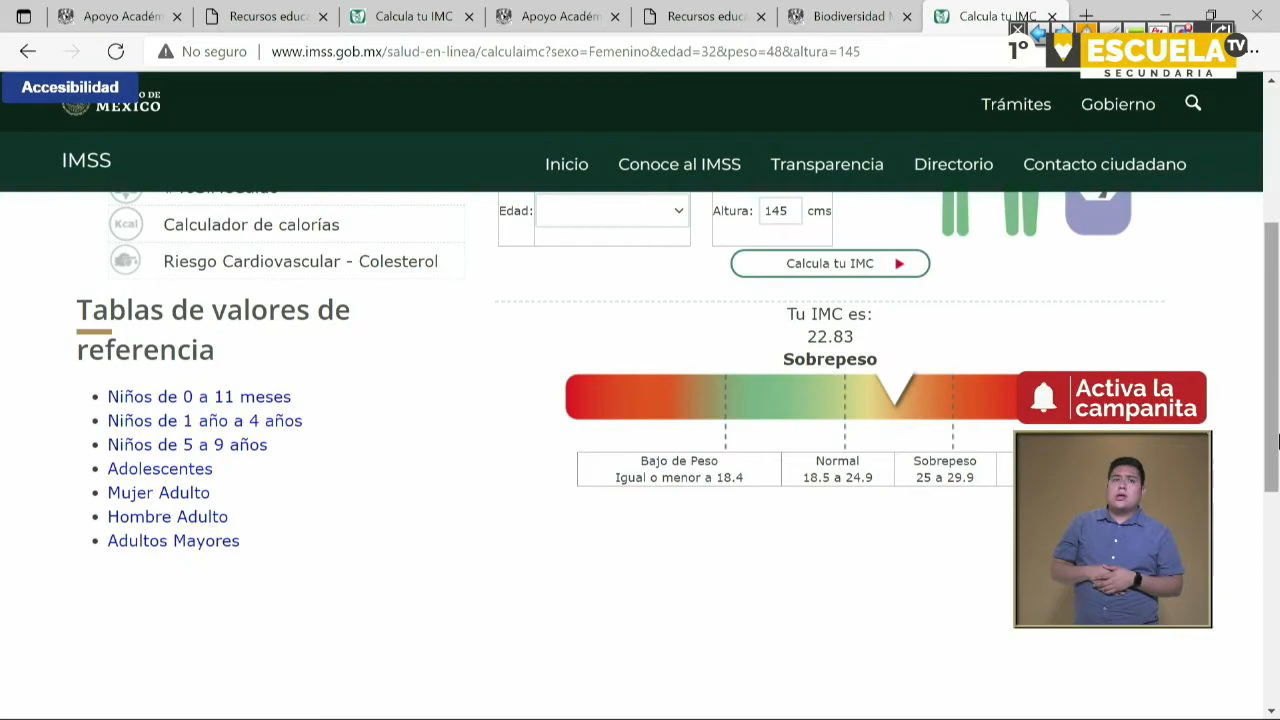 Apoyo Académ
Recursos educa
Calcula tu IMC
Apoyo Académ
Recursos educ
Biodiversidad N
Calcula tu IMC
No seguro
www.imss.gob.mx/salud-en-linea/calculaimc?sexo=Femenino&edad=32&peso=48&altura=145
1° ESCUELA TV
SECUNDARIA
Accesibilidad
O DE
MÉXICO
Trámites
Gobierno
IMSS
Inicio
Conoce al IMSS
Transparencia
Directorio
Contacto ciudadano
Kcal
Calculador de calorías
Riesgo Cardiovascular - Colesterol
Edad:
Altura: 145 cms
Calcula tu IMC
Tablas de valores de
referencia
Niños de 0 a 11 meses
Niños de 1 año a 4 años
Niños de 5 a 9 años
Adolescentes
Mujer Adulto
Hombre Adulto
Adultos Mayores
Tu IMC es:
22.83
Sobrepeso
Bajo de Peso
Igual o menor a 18.4
Normal
18.5 a 24.9
Sobrepeso
25 a 29.9
Activa la
campanita